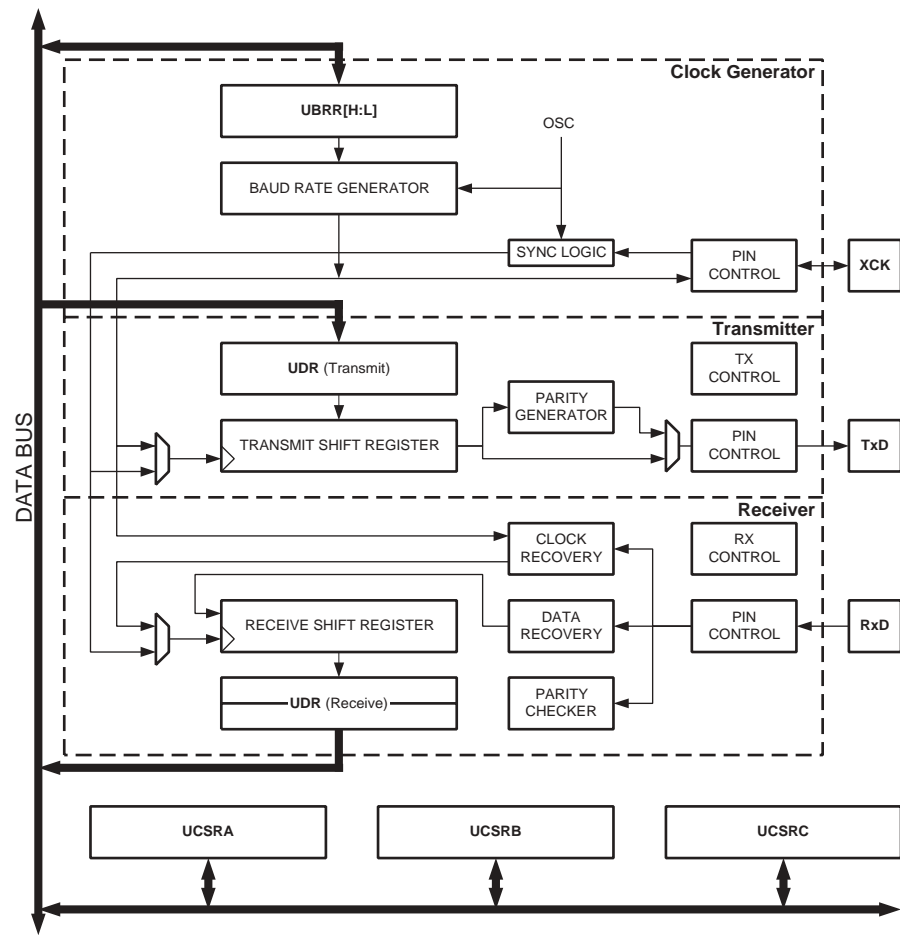 Clock Generator
UBRR[H:L]
OSC
BAUD RATE GENERATOR
SYNC LOGIC
PIN
CONTROL
XCK
Transmitter
UDR (Transmit)
TX
CONTROL
PARITY
GENERATOR
TRANSMIT SHIFT REGISTER
PIN
CONTROL
TxD
DATA BUS
Receiver
CLOCK
RECOVERY
RX
CONTROL
RECEIVE SHIFT REGISTER
DATA
RECOVERY
PIN
CONTROL
RxD
UDR (Receive)
PARITY
CHECKER
UCSRA
UCSRB
UCSRC